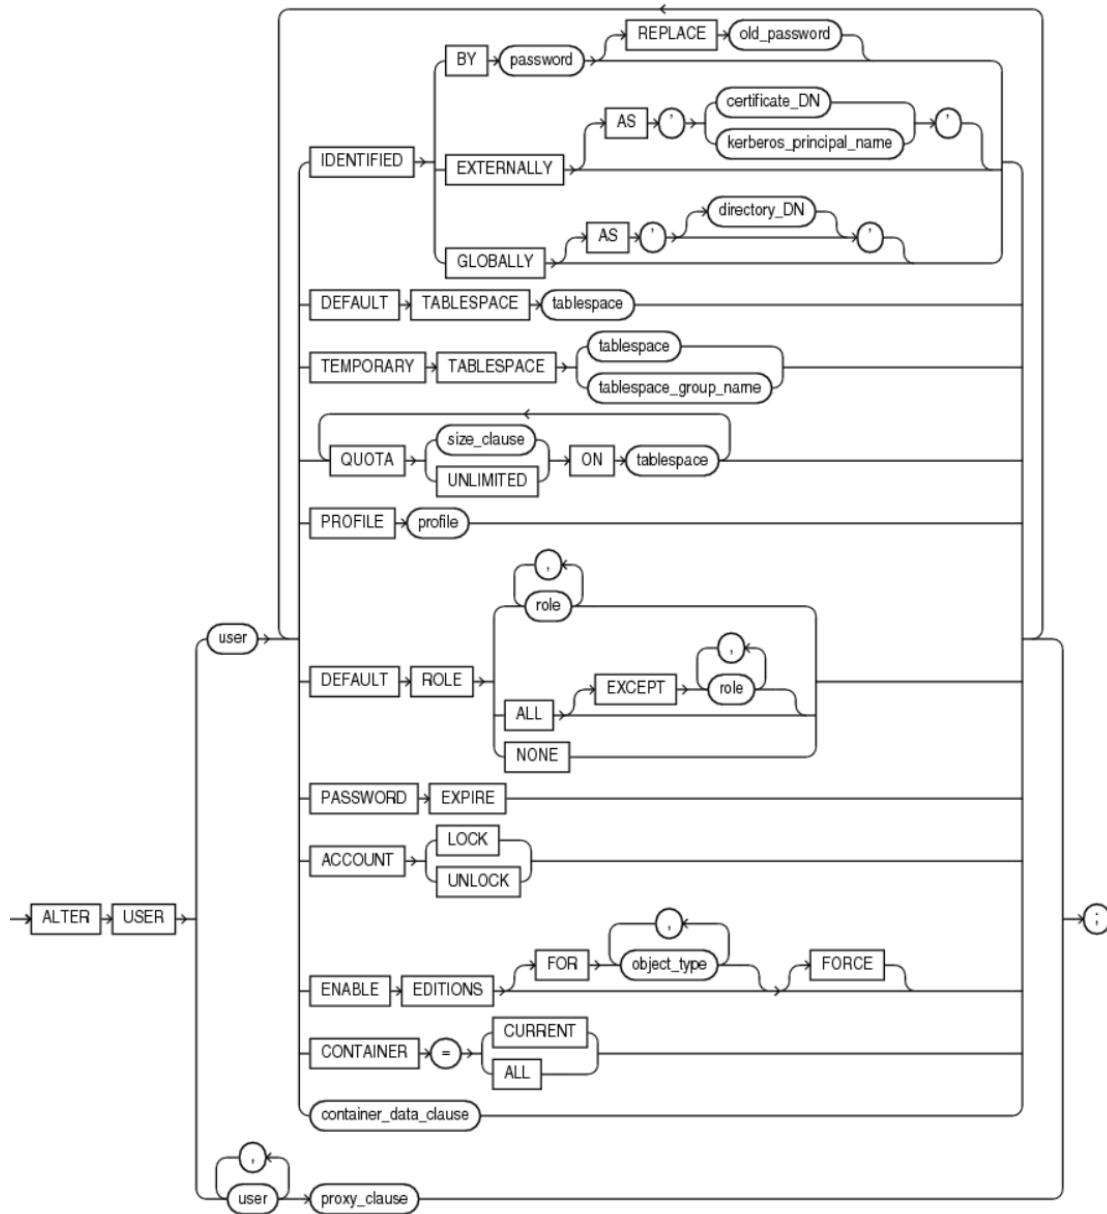 REPLACE old_password
BY password
certificate_DN
AS '
'
kerberos_principal_name
IDENTIFIED
EXTERNALLY
directory_DN
AS '
'
GLOBALLY
DEFAULT TABLESPACE tablespace
tablespace
TEMPORARY TABLESPACE
tablespace_group_name
size_clause
QUOTA
ON tablespace
UNLIMITED
PROFILE profile
,
role
user
,
DEFAULT ROLE
EXCEPT role
ALL
NONE
PASSWORD EXPIRE
LOCK
ACCOUNT
UNLOCK
ALTER USER
;
,
FOR object_type
FORCE
ENABLE EDITIONS
CURRENT
CONTAINER =
ALL
container_data_clause
,
user proxy_clause